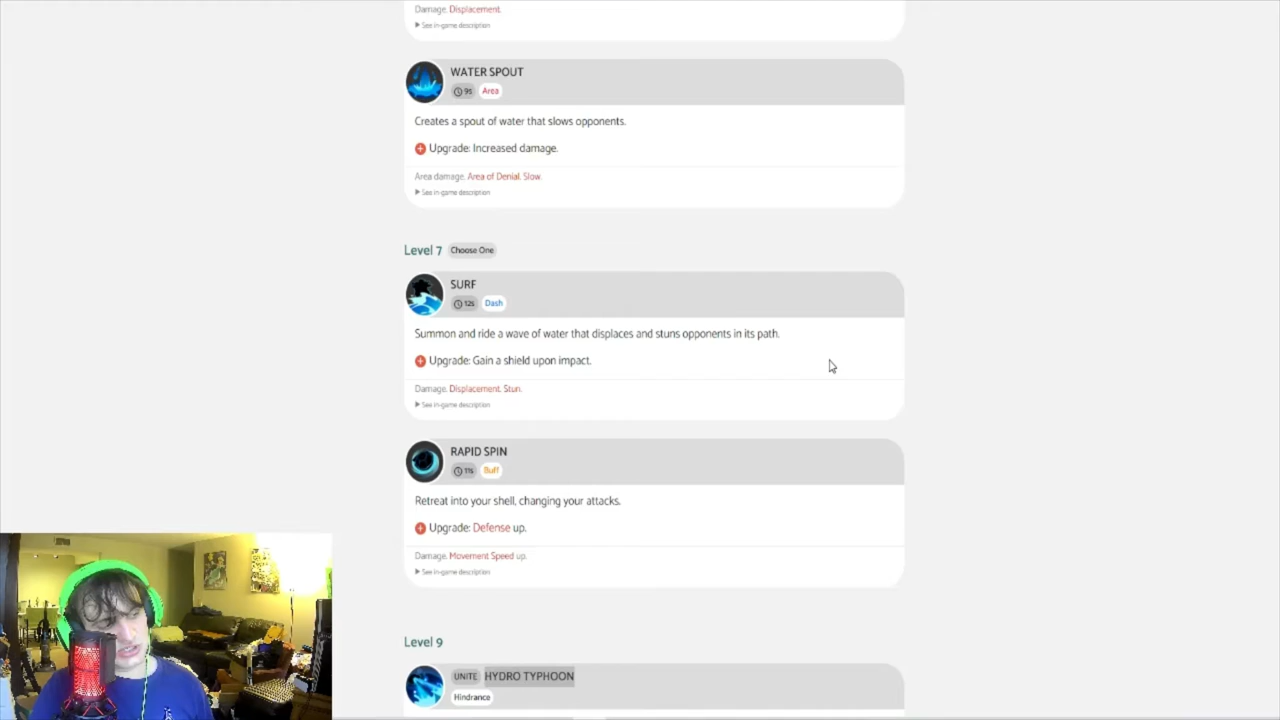 Damage. Displacement.
▶ See in-game description
WATER SPOUT
9s Area
Creates a spout of water that slows opponents.
Upgrade: Increased damage.
Area damage. Area of Denial. Slow.
▶ See in-game description
Level 7 Choose One
SURF
12s Dash
Summon and ride a wave of water that displaces and stuns opponents in its path.
Upgrade: Gain a shield upon impact.
Damage. Displacement. Stun.
▶ See in-game description
RAPID SPIN
11s Buff
Retreat into your shell, changing your attacks.
Upgrade: Defense up.
Damage. Movement Speed up.
▶ See in-game description
Level 9
UNITE HYDRO TYPHOON
Hindrance